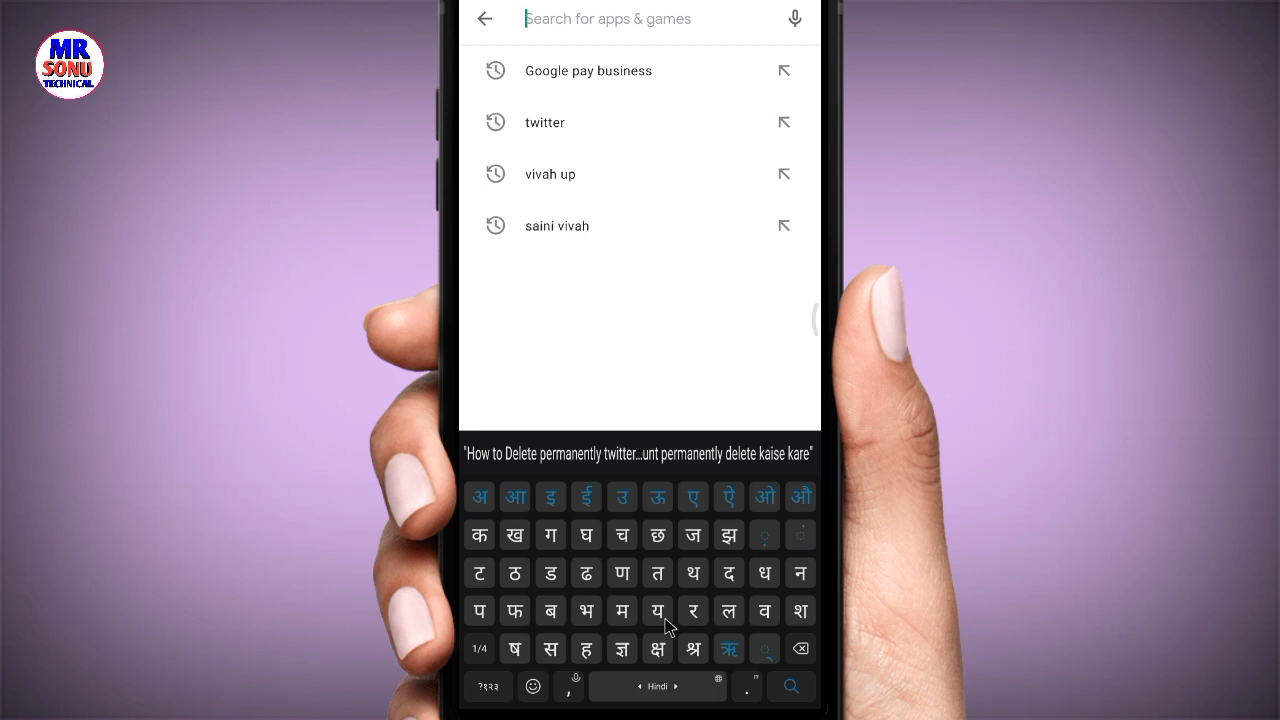 MR
SONU
TECHNICAL
Search for apps & games
Google pay business
twitter
vivah up
saini vivah
"How to Delete permanently twitter...unt permanently delete kaise kare"
अ आ इ ई उ ऊ ए ऐ ओ औ
क ख ग घ च छ ज झ ़ ं
ट ठ ड ढ ण त थ द ध न
प फ ब भ म य र ल व श
1/4 ष स ह ज्ञ क्ष श्र ऋ ्
?१२३ , Hindi . "